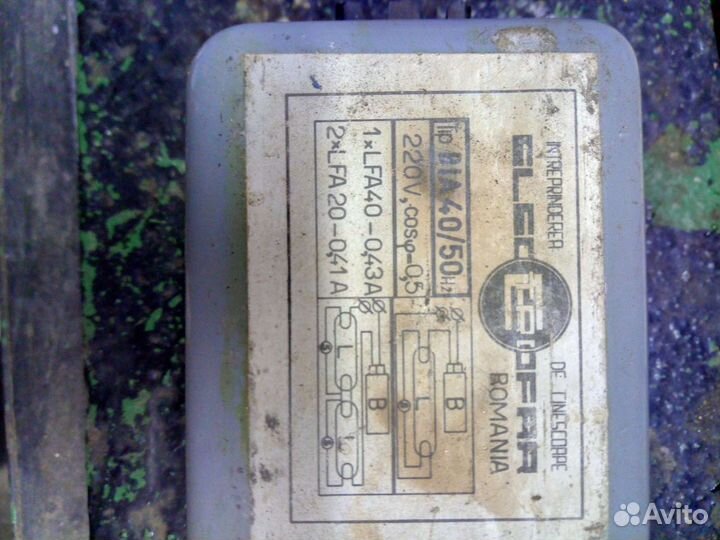 INTREPRINDEREA DE CINESCOAPE
ELECTROFAR
ROMANIA
Tip BIA 40/50Hz
220V, cosφ-0,5
B
L
1×LFA40-0,43A
2×LFA20-0,41A
B
L L
Avito